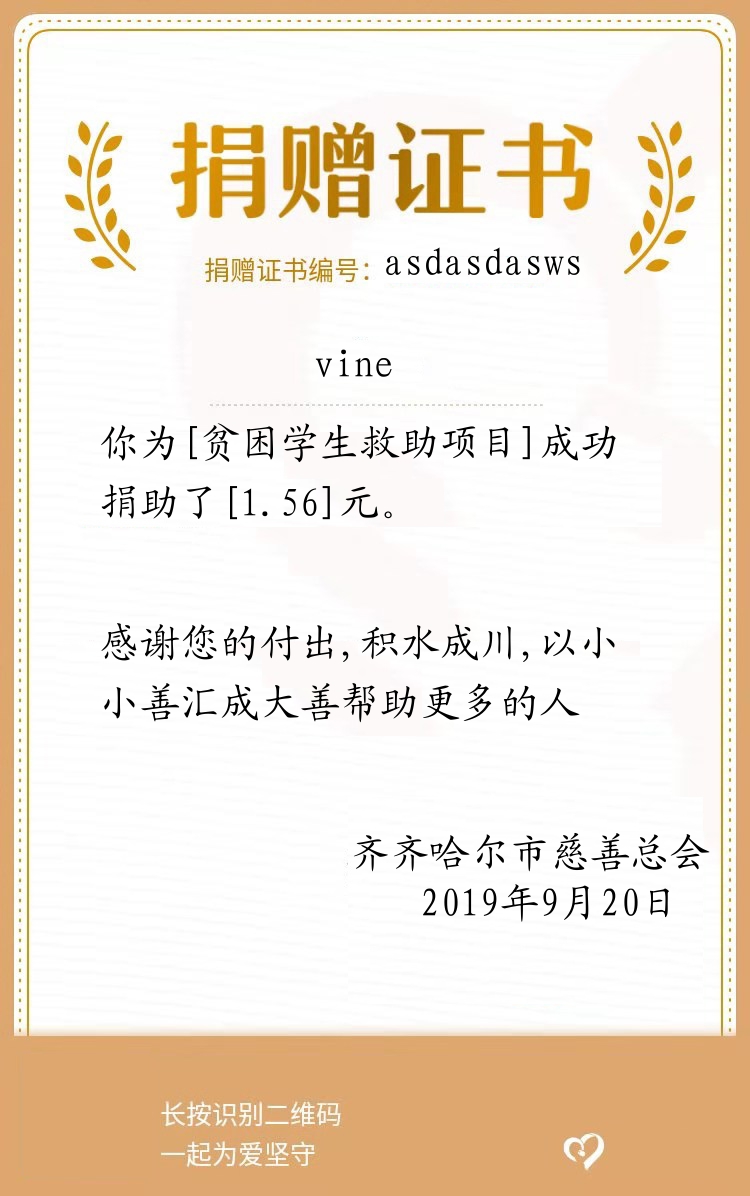 捐赠证书
捐赠证书编号：asdasdasws
vine
你为[贫困学生救助项目]成功
捐助了[1.56]元。
感谢您的付出,积水成川,以小
小善汇成大善帮助更多的人
齐齐哈尔市慈善总会
2019年9月20日
长按识别二维码
一起为爱坚守